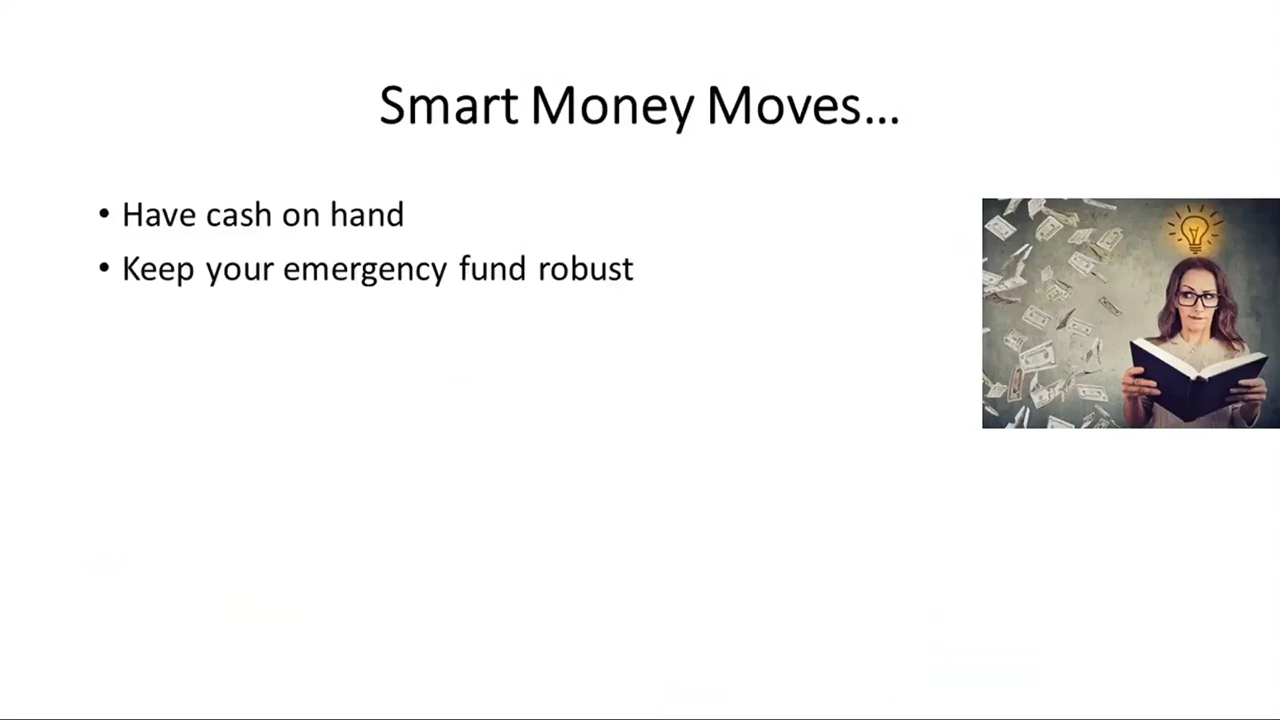 Smart Money Moves...
• Have cash on hand
• Keep your emergency fund robust